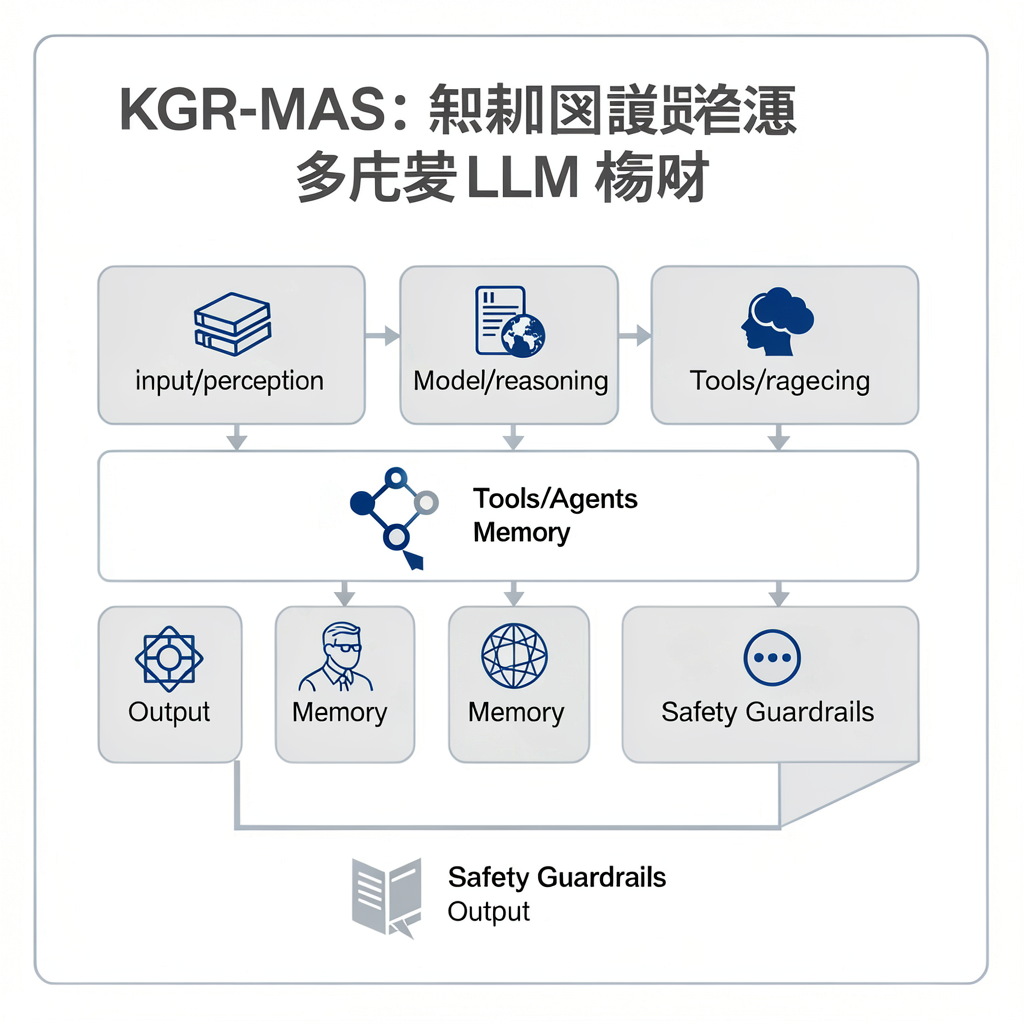 KGR-MAS:
多 LLM
input/perception
Model/reasoning
Tools/ragecing
Tools/Agents
Memory
Output
Memory
Memory
Safety Guardrails
Safety Guardrails
Output